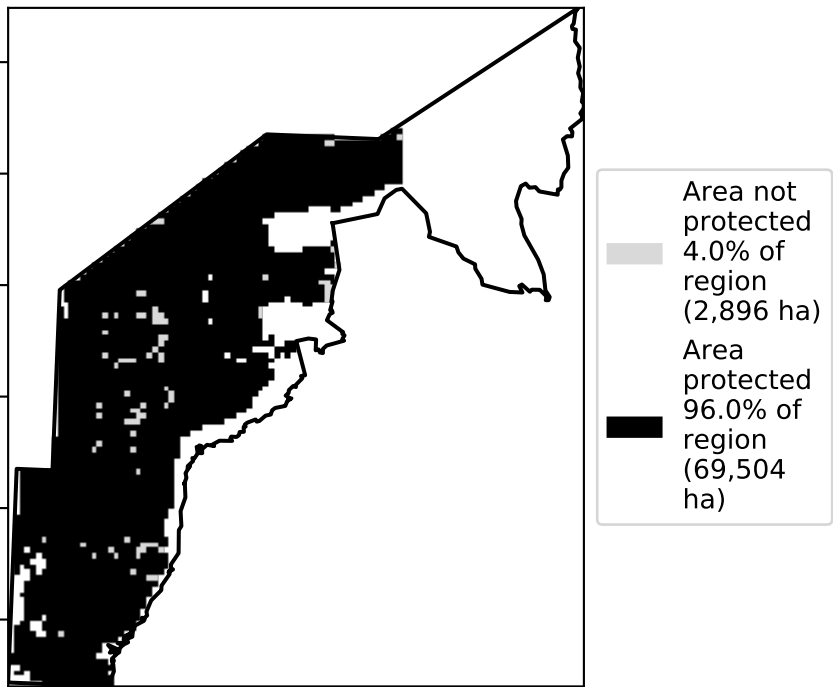 Area not
protected
4.0% of
region
(2,896 ha)
Area
protected
96.0% of
region
(69,504
ha)